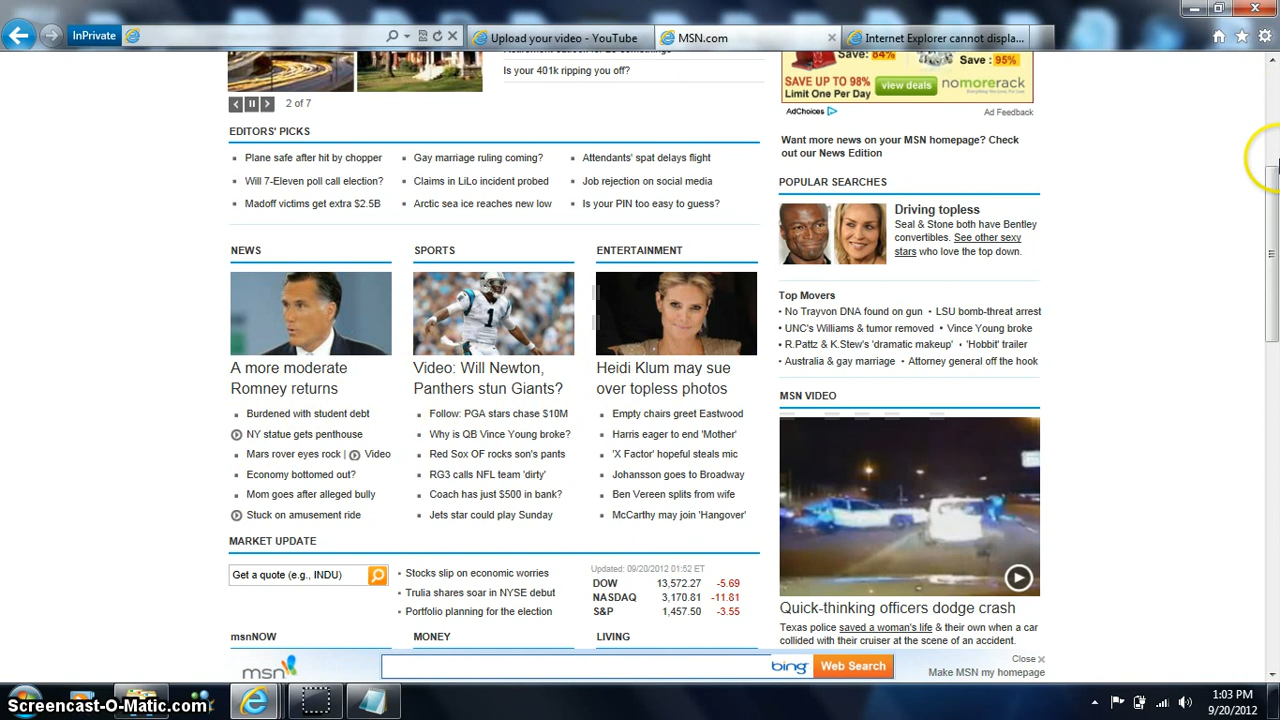 InPrivate
Upload your video - YouTube
MSN.com
Internet Explorer cannot displa...
Is your 401k ripping you off?
2 of 7
Save: 84%
Save : 95%
SAVE UP TO 98%
Limit One Per Day
view deals
nomorerack
Everything. You. Want.
AdChoices
Ad Feedback
EDITORS' PICKS
Plane safe after hit by chopper
Gay marriage ruling coming?
Attendants' spat delays flight
Will 7-Eleven poll call election?
Claims in LiLo incident probed
Job rejection on social media
Madoff victims get extra $2.5B
Arctic sea ice reaches new low
Is your PIN too easy to guess?
Want more news on your MSN homepage? Check
out our News Edition
POPULAR SEARCHES
Driving topless
Seal & Stone both have Bentley
convertibles. See other sexy
stars who love the top down.
Top Movers
No Trayvon DNA found on gun
LSU bomb-threat arrest
UNC's Williams & tumor removed
Vince Young broke
R.Pattz & K.Stew's 'dramatic makeup'
'Hobbit' trailer
Australia & gay marriage
Attorney general off the hook
NEWS
A more moderate
Romney returns
Burdened with student debt
NY statue gets penthouse
Mars rover eyes rock | Video
Economy bottomed out?
Mom goes after alleged bully
Stuck on amusement ride
SPORTS
Video: Will Newton,
Panthers stun Giants?
Follow: PGA stars chase $10M
Why is QB Vince Young broke?
Red Sox OF rocks son's pants
RG3 calls NFL team 'dirty'
Coach has just $500 in bank?
Jets star could play Sunday
ENTERTAINMENT
Heidi Klum may sue
over topless photos
Empty chairs greet Eastwood
Harris eager to end 'Mother'
'X Factor' hopeful steals mic
Johansson goes to Broadway
Ben Vereen splits from wife
McCarthy may join 'Hangover'
MSN VIDEO
Quick-thinking officers dodge crash
Texas police saved a woman's life & their own when a car
collided with their cruiser at the scene of an accident.
MARKET UPDATE
Get a quote (e.g., INDU)
Stocks slip on economic worries
Trulia shares soar in NYSE debut
Portfolio planning for the election
Updated: 09/20/2012 01:52 ET
DOW 13,572.27 -5.69
NASDAQ 3,170.81 -11.81
S&P 1,457.50 -3.55
msnNOW
MONEY
LIVING
msn
bing
Web Search
Close
Make MSN my homepage
Screencast-O-Matic.com
1:03 PM
9/20/2012